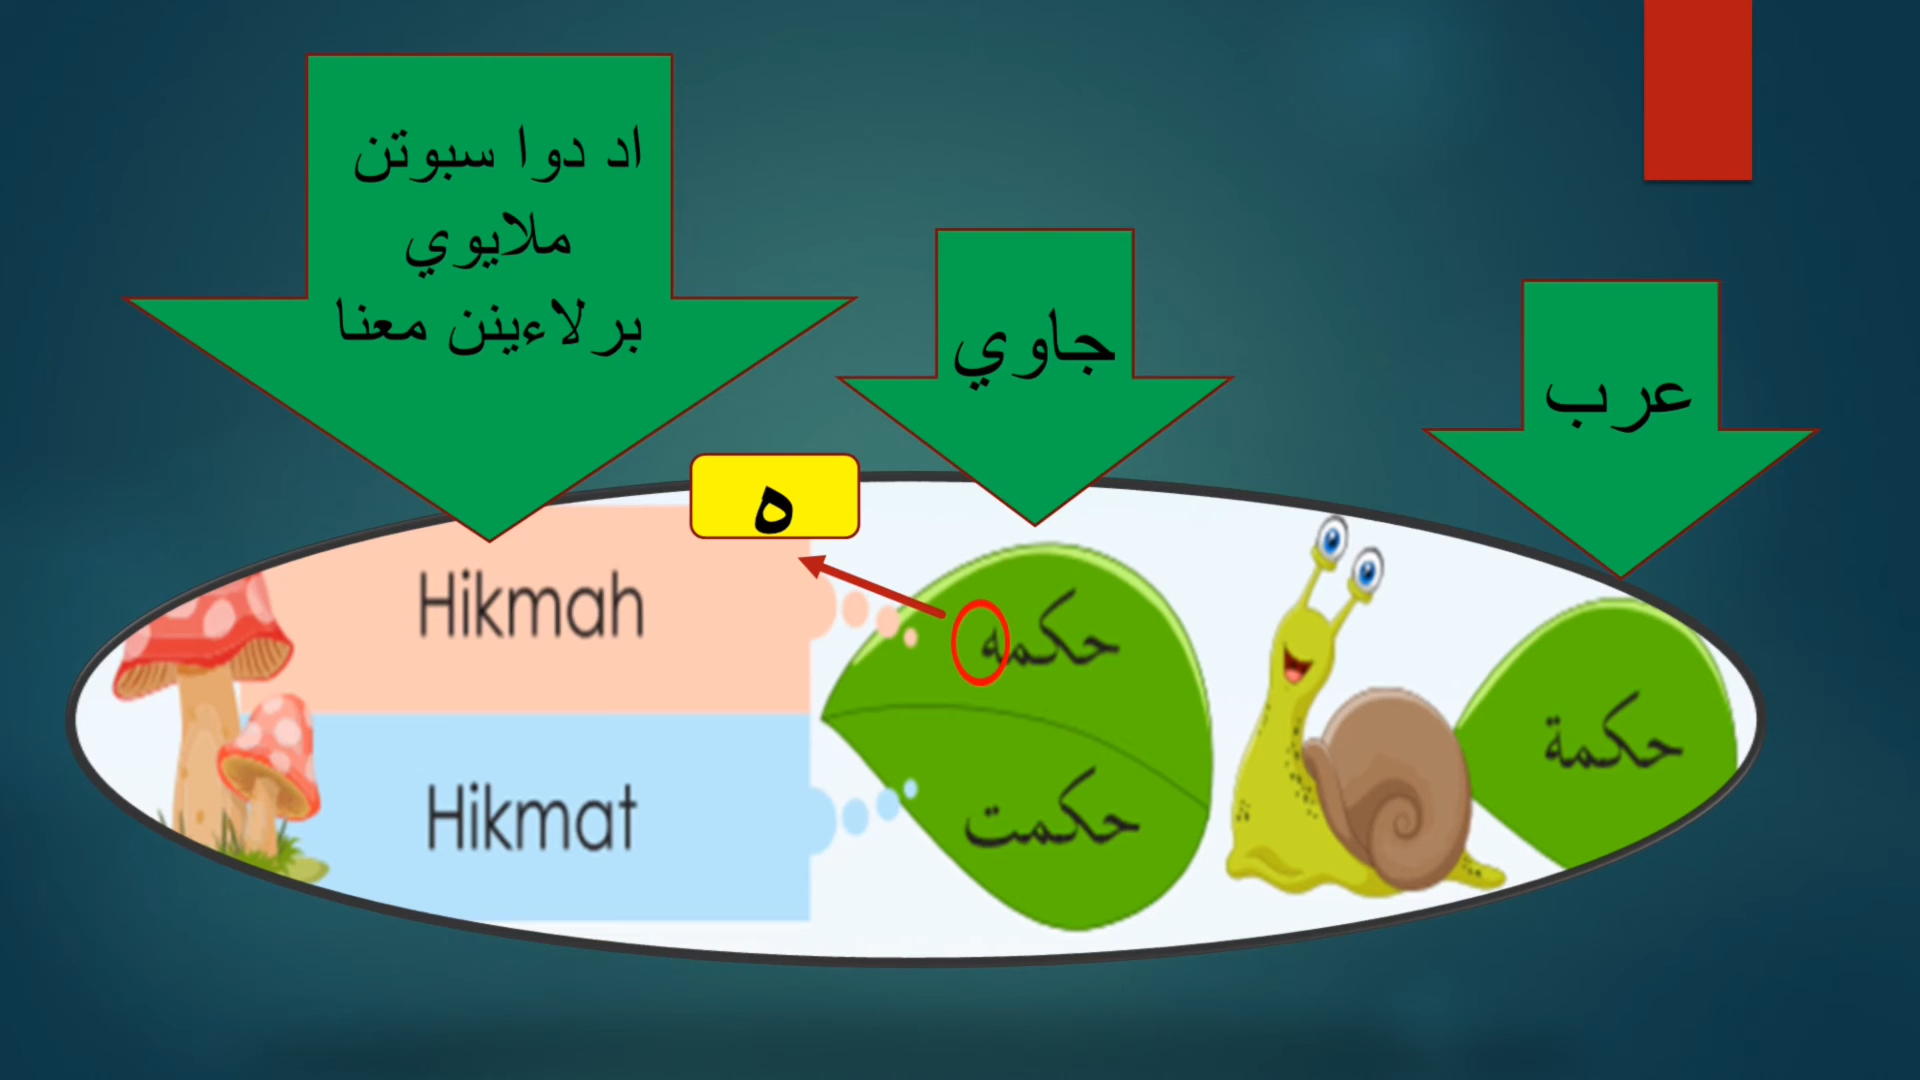 اد دوا سبوتن
ملايوي
برلاءينن معنا
جاوي
عرب
ه
Hikmah
حكمه
Hikmat
حكمت
حكمة